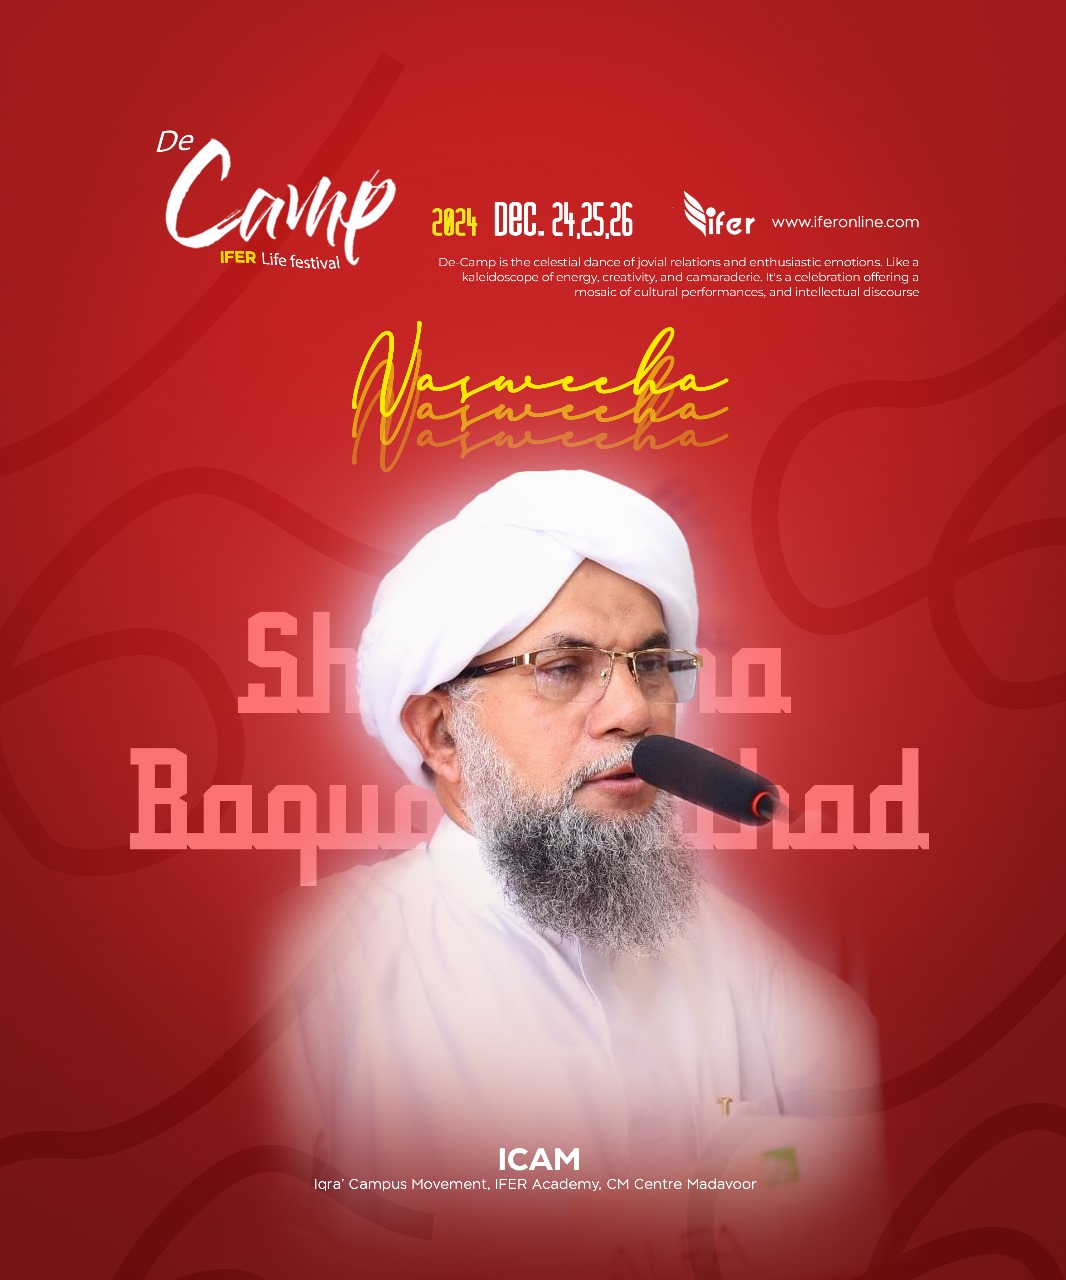 De
Camp
IFER Life festival
2024 Dec. 24,25,26
ifer www.iferonline.com
De-Camp is the celestial dance of jovial relations and enthusiastic emotions. Like a
kaleidoscope of energy, creativity, and camaraderie. It's a celebration offering a
mosaic of cultural performances, and intellectual discourse
Nasweeha
Nasweeha
Nasweeha
ICAM
Iqra' Campus Movement, IFER Academy, CM Centre Madavoor